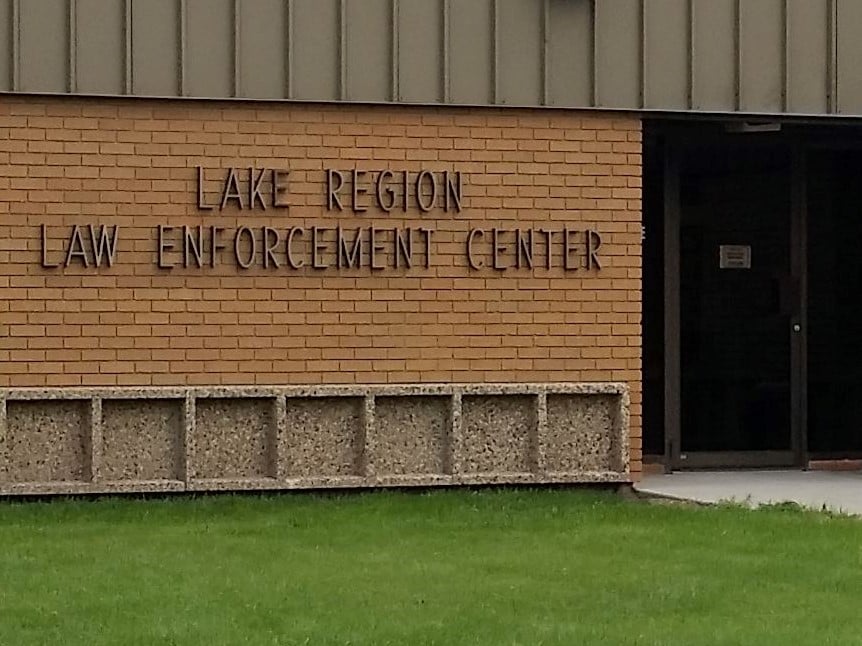 LAKE REGION
LAW ENFORCEMENT CENTER